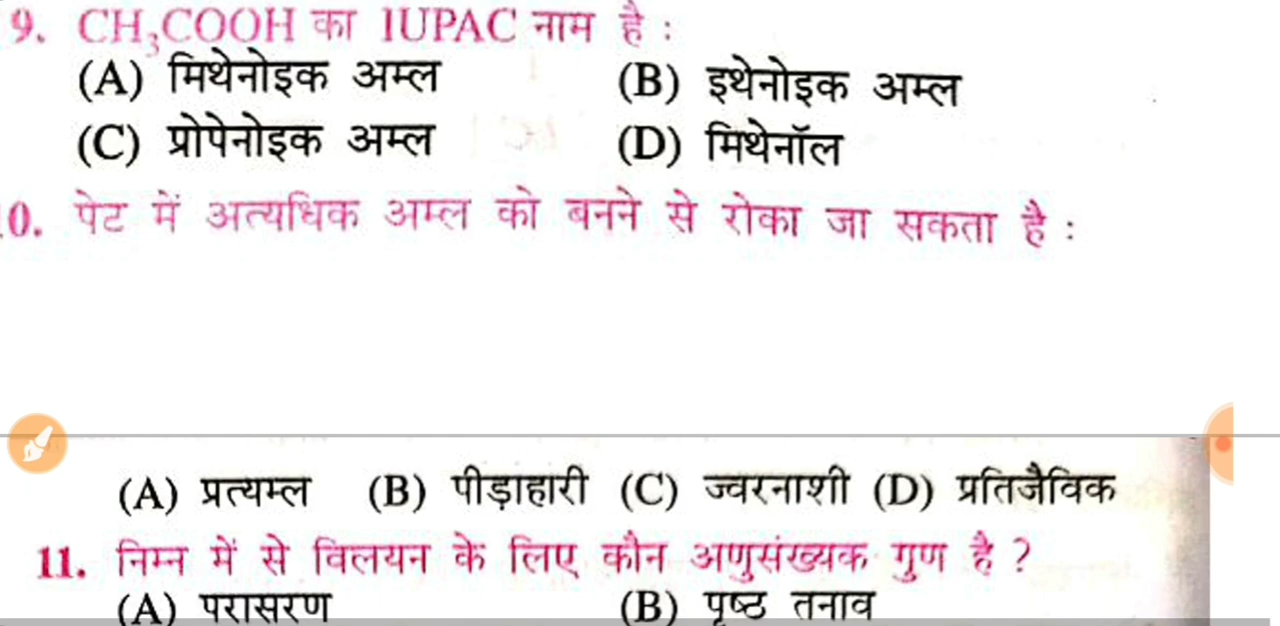 9. CH₃COOH का IUPAC नाम है :
(A) मिथेनोइक अम्ल (B) इथेनोइक अम्ल
(C) प्रोपेनोइक अम्ल (D) मिथेनॉल
0. पेट में अत्यधिक अम्ल को बनने से रोका जा सकता है :
(A) प्रत्यम्ल (B) पीड़ाहारी (C) ज्वरनाशी (D) प्रतिजैविक
11. निम्न में से विलयन के लिए कौन अणुसंख्यक गुण है ?
(A) परासरण (B) पृष्ठ तनाव